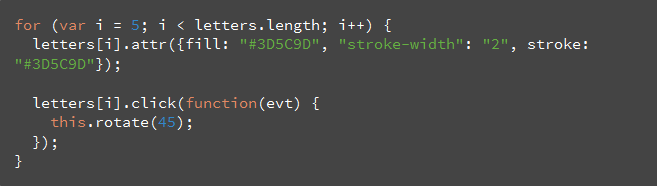 for (var i = 5; i < letters.length; i++) {
  letters[i].attr({fill: "#3D5C9D", "stroke-width": "2", stroke:
"#3D5C9D"});

  letters[i].click(function(evt) {
    this.rotate(45);
  });
}